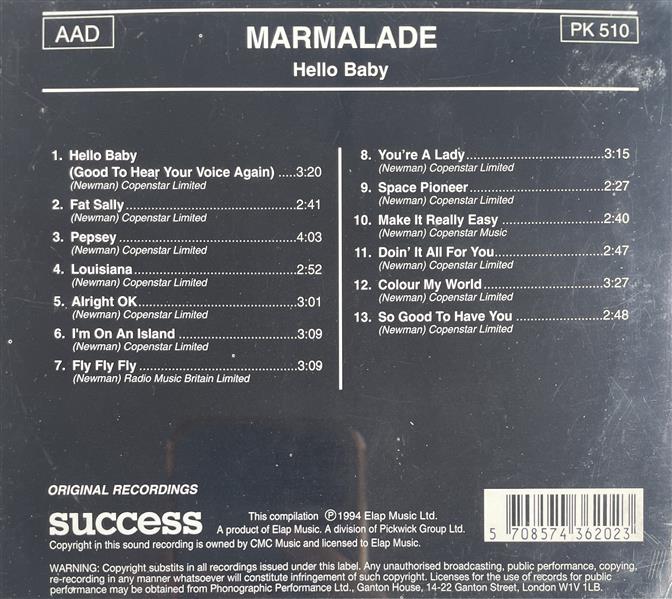 AAD
MARMALADE
PK 510
Hello Baby
1. Hello Baby
(Good To Hear Your Voice Again) .....3:20
(Newman) Copenstar Limited
2. Fat Sally..................................2:41
(Newman) Copenstar Limited
3. Pepsey...................................4:03
(Newman) Copenstar Limited
4. Louisiana................................2:52
(Newman) Copenstar Limited
5. Alright OK...............................3:01
(Newman) Copenstar Limited
6. I'm On An Island ........................3:09
(Newman) Copenstar Limited
7. Fly Fly Fly ..............................3:09
(Newman) Radio Music Britain Limited
8. You're A Lady............................3:15
(Newman) Copenstar Limited
9. Space Pioneer............................2:27
(Newman) Copenstar Limited
10. Make It Really Easy .....................2:40
(Newman) Copenstar Music
11. Doin' It All For You......................2:47
(Newman) Copenstar Limited
12. Colour My World .........................3:27
(Newman) Copenstar Limited
13. So Good To Have You ....................2:48
(Newman) Copenstar Limited
ORIGINAL RECORDINGS
success
This compilation Ⓟ1994 Elap Music Ltd.
A product of Elap Music. A division of Pickwick Group Ltd.
Copyright in this sound recording is owned by CMC Music and licensed to Elap Music.
5 708574 362023
WARNING: Copyright substits in all recordings issued under this label. Any unauthorised broadcasting, public performance, copying,
re-recording in any manner whatsoever will constitute infringement of such copyright. Licenses for the use of records for public
performance may be obtained from Phonographic Performance Ltd., Ganton House, 14-22 Ganton Street, London W1V 1LB.